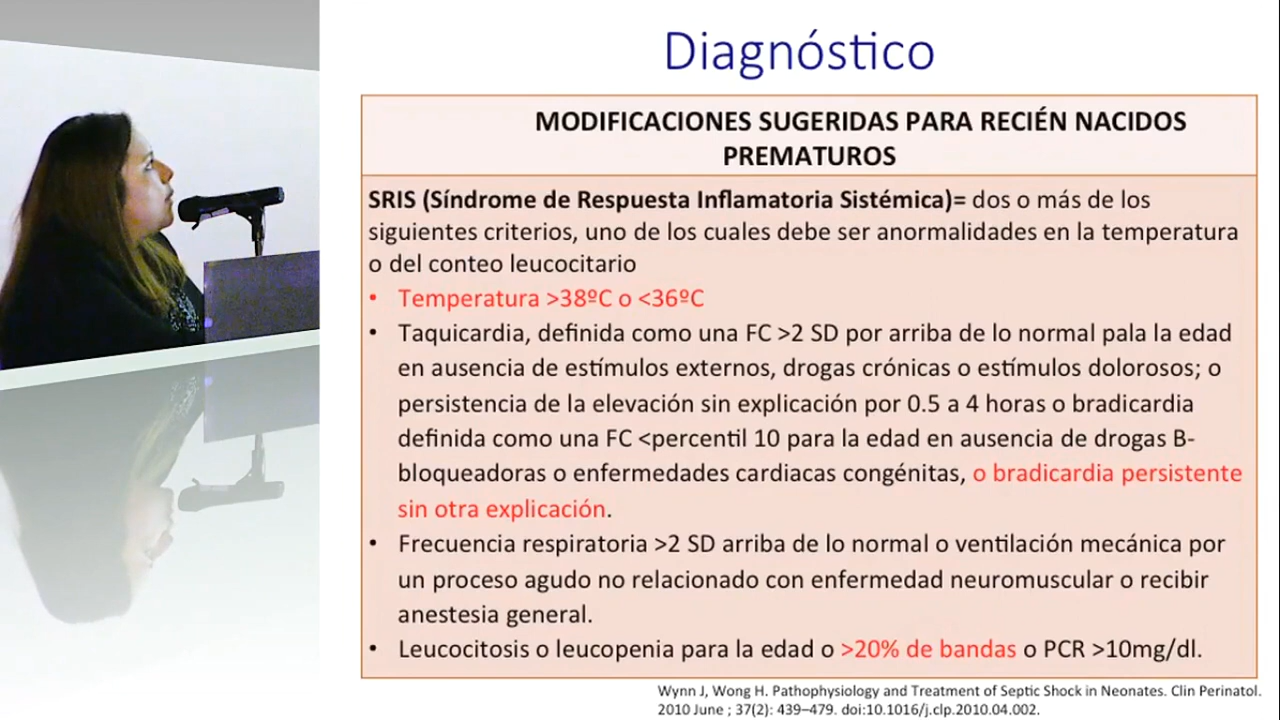 Diagnóstico
MODIFICACIONES SUGERIDAS PARA RECIÉN NACIDOS
PREMATUROS
SRIS (Síndrome de Respuesta Inflamatoria Sistémica)= dos o más de los
siguientes criterios, uno de los cuales debe ser anormalidades en la temperatura
o del conteo leucocitario
• Temperatura >38ºC o <36ºC
• Taquicardia, definida como una FC >2 SD por arriba de lo normal pala la edad
en ausencia de estímulos externos, drogas crónicas o estímulos dolorosos; o
persistencia de la elevación sin explicación por 0.5 a 4 horas o bradicardia
definida como una FC <percentil 10 para la edad en ausencia de drogas B-
bloqueadoras o enfermedades cardiacas congénitas, o bradicardia persistente
sin otra explicación.
• Frecuencia respiratoria >2 SD arriba de lo normal o ventilación mecánica por
un proceso agudo no relacionado con enfermedad neuromuscular o recibir
anestesia general.
• Leucocitosis o leucopenia para la edad o >20% de bandas o PCR >10mg/dl.
Wynn J, Wong H. Pathophysiology and Treatment of Septic Shock in Neonates. Clin Perinatol.
2010 June ; 37(2): 439–479. doi:10.1016/j.clp.2010.04.002.